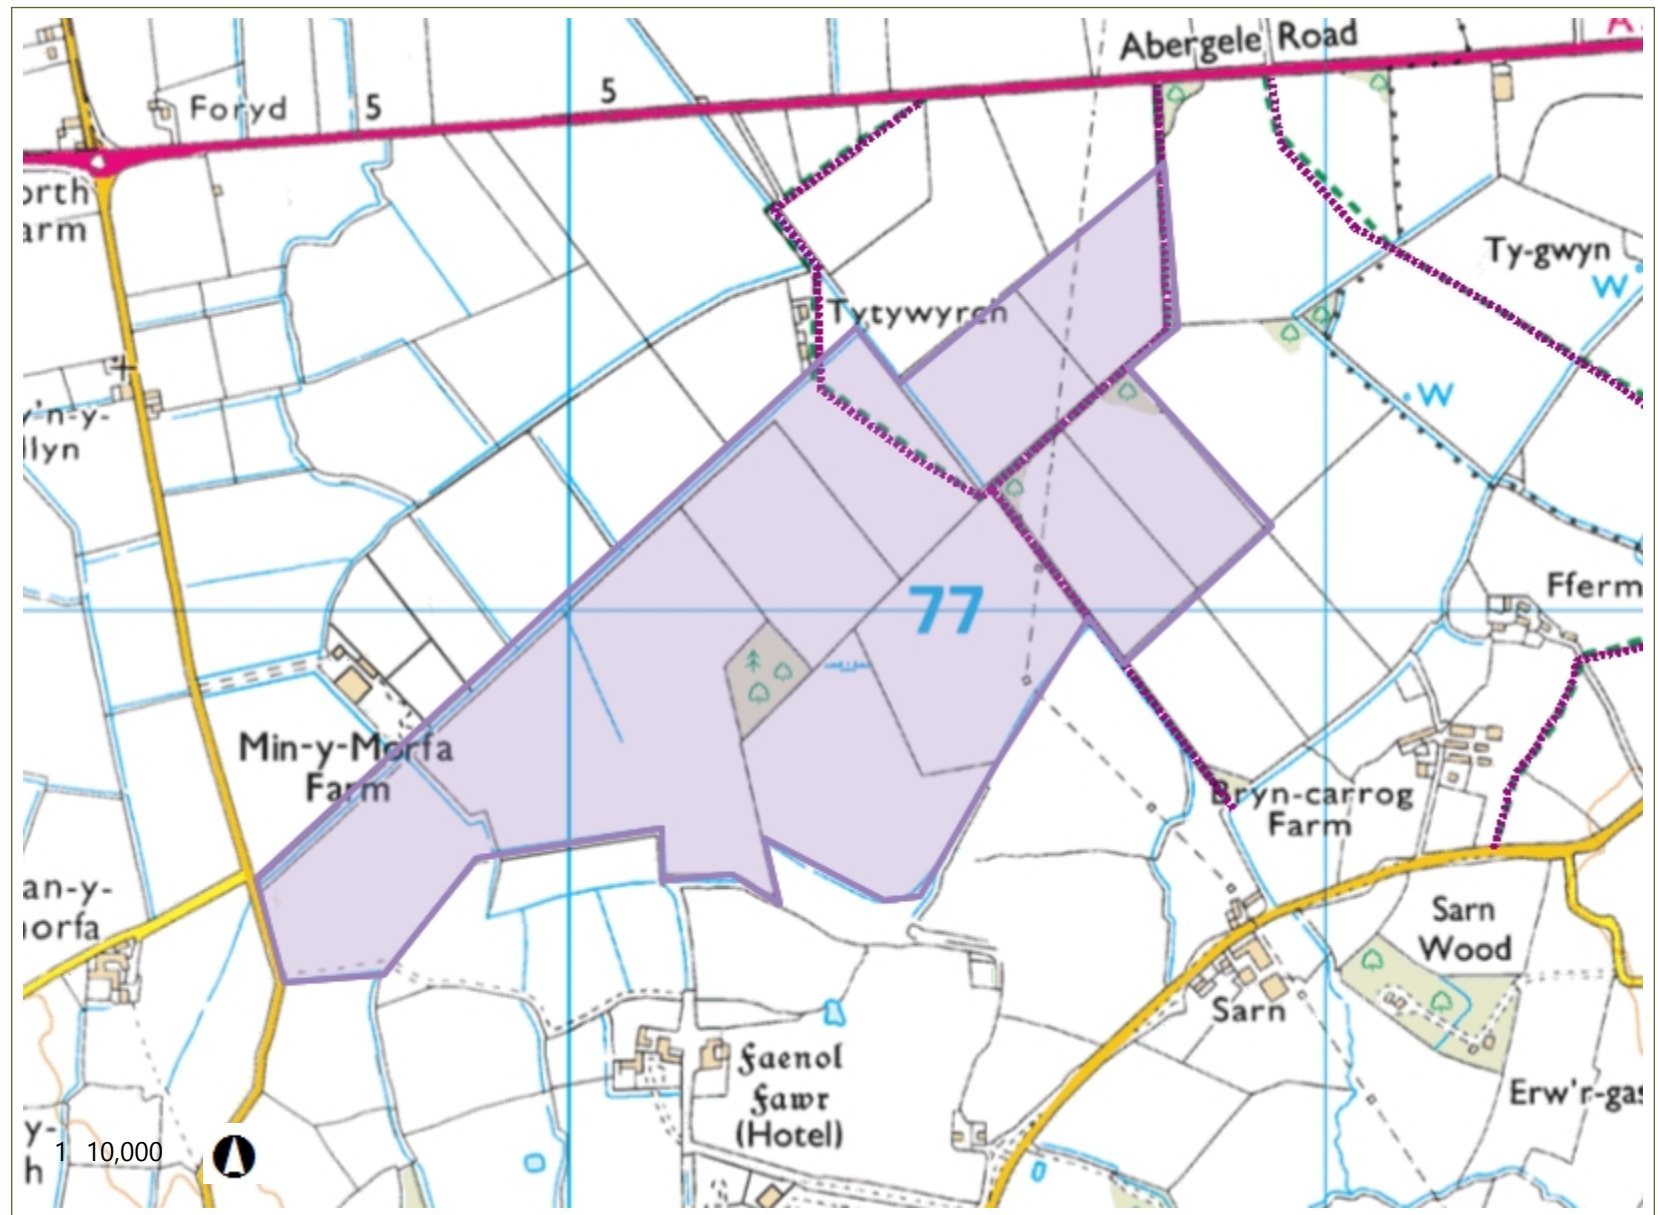 Abergele Road
A
5
5
Foryd
orth
arm
Ty-gwyn
W
Tytywyrch
W
y'n-y-
llyn
77
Fferm
Min-y-Morfa
Farm
Bryn-carrog
Farm
an-y-
orfa
Sarn
Wood
Sarn
Faenol
Fawr
(Hotel)
Erw'r-gas
y-
h
1 10,000